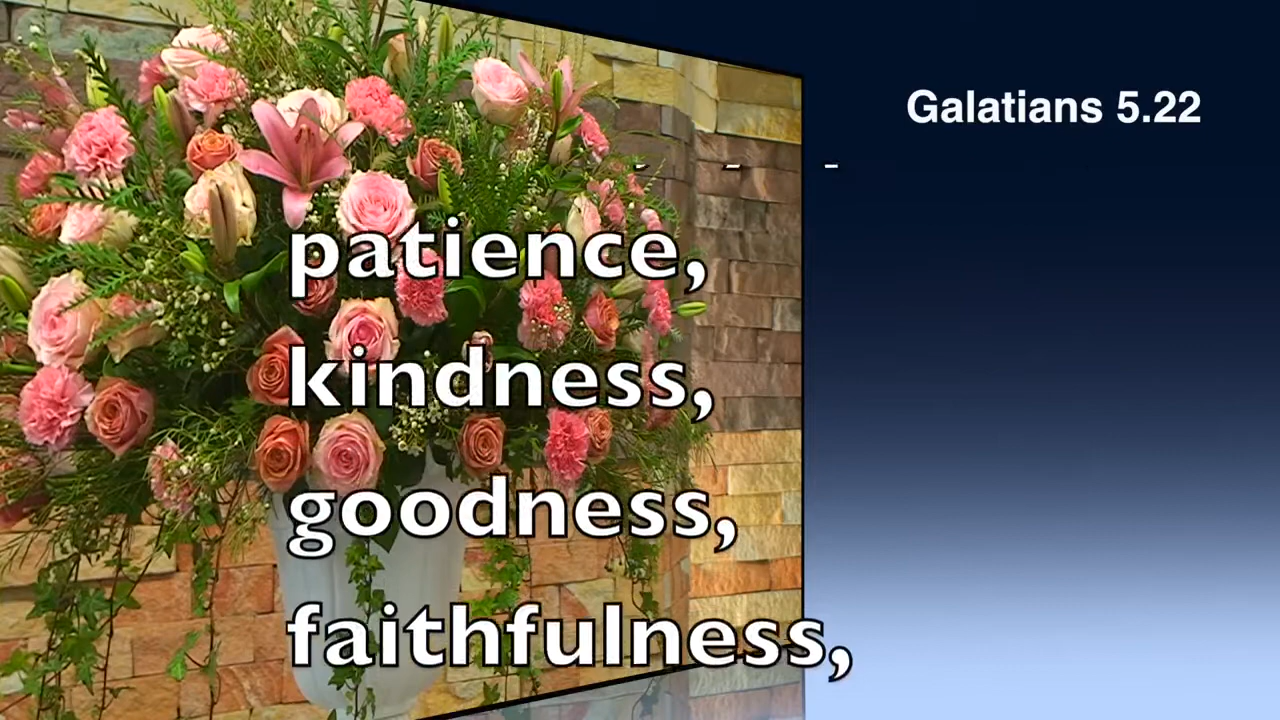 Galatians 5.22
patience,
kindness,
goodness,
faithfulness,